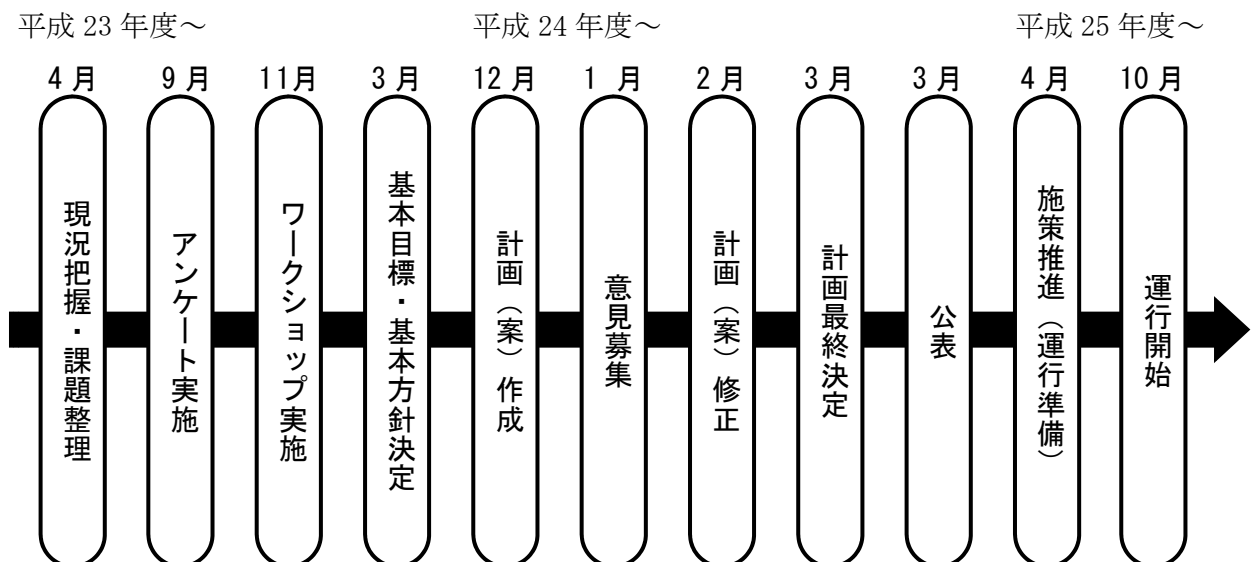 平成 23 年度～
平成 24 年度～
平成 25 年度～
4 月
9 月
11月
3 月
12 月
1 月
2 月
3 月
3 月
4 月
10 月
現況把握・課題整理
アンケート実施
ワークショップ実施
基本目標・基本方針決定
計画（案）作成
意見募集
計画（案）修正
計画最終決定
公表
施策推進（運行準備）
運行開始